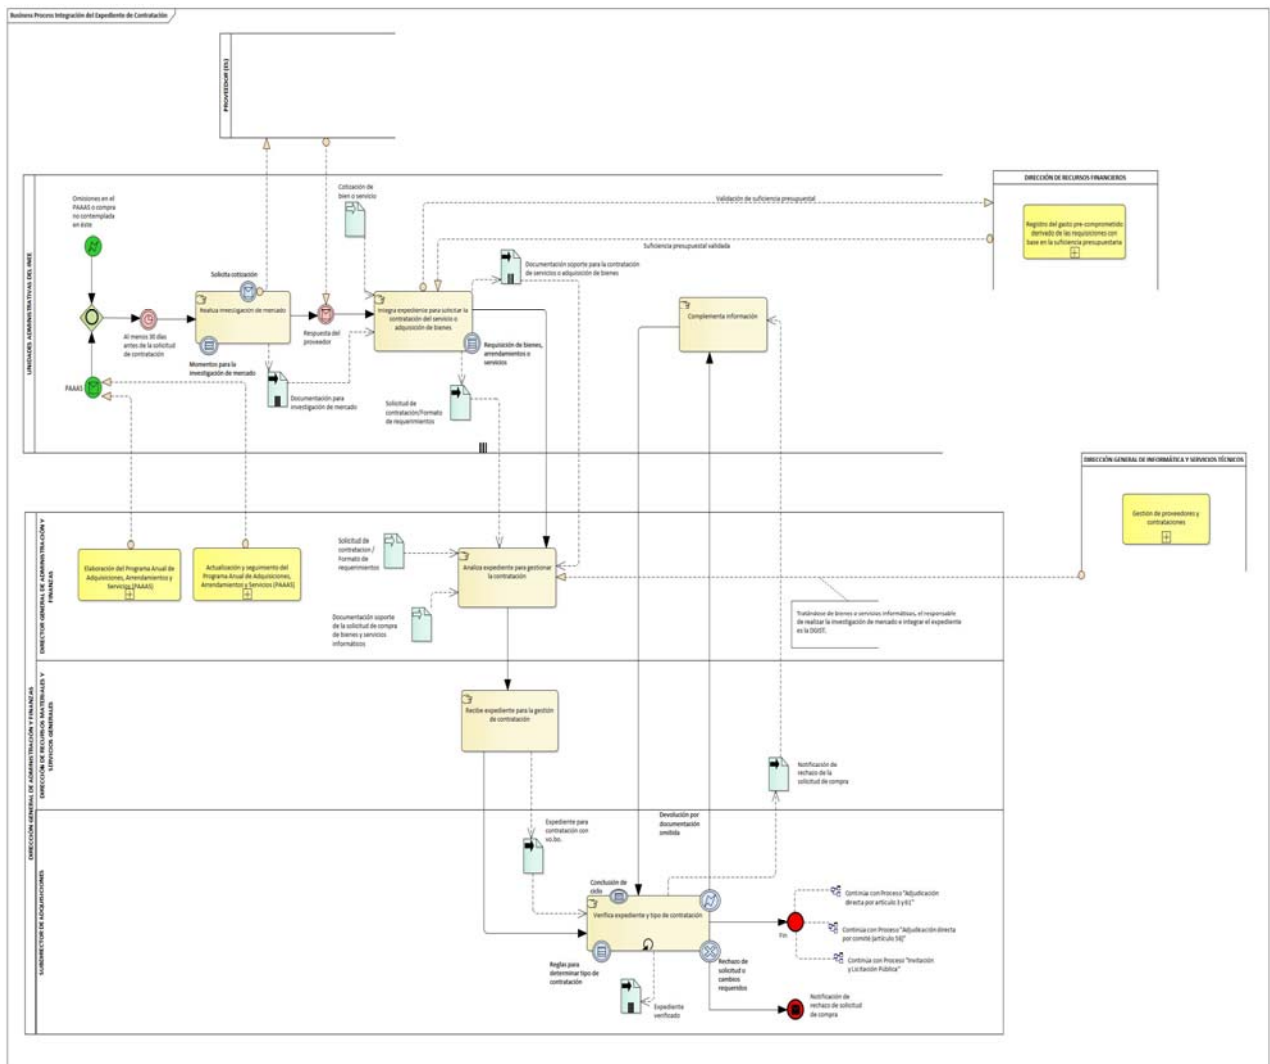 Business Process Integración del Expediente de Contratación
PROVEEDOR (ES)
UNIDADES ADMINISTRATIVAS DEL INEE
Omisiones en el
PAAAS o compra
no contemplada
en éste
PAAAS
Al menos 30 días
antes de la solicitud
de contratación
Solicita cotización
Realiza investigación de mercado
Momentos para la
investigación de mercado
Respuesta del
proveedor
Documentación para
investigación de mercado
Cotización de
bien o servicio
Integra expediente para solicitar la
contratación del servicio o
adquisición de bienes
Requisición de bienes,
arrendamientos o
servicios
Solicitud de
contratación/Formato
de requerimientos
Documentación soporte para la contratación
de servicios o adquisición de bienes
Validación de suficiencia presupuestal
Suficiencia presupuestal validada
Complementa información
DIRECCIÓN DE RECURSOS FINANCIEROS
Registro del gasto pre-comprometido
derivado de las requisiciones con
base en la suficiencia presupuestaria
DIRECCIÓN GENERAL DE INFORMÁTICA Y SERVICIOS TÉCNICOS
Gestión de proveedores y
contrataciones
DIRECCIÓN GENERAL DE ADMINISTRACIÓN Y FINANZAS
DIRECTOR GENERAL DE ADMINISTRACIÓN Y
FINANZAS
Elaboración del Programa Anual de
Adquisiciones, Arrendamientos y
Servicios (PAAAS)
Actualización y seguimiento del
Programa Anual de Adquisiciones,
Arrendamientos y Servicios (PAAAS)
Solicitud de
contratacion /
Formato de
requerimientos
Documentación soporte
de la solicitud de compra
de bienes y servicios
informáticos
Analiza expediente para gestionar
la contratación
Tratándose de bienes o servicios informáticos, el responsable
de realizar la investigación de mercado e integrar el expediente
es la DGIST.
DIRECCIÓN DE RECURSOS MATERIALES Y
SERVICIOS GENERALES
Recibe expediente para la gestión
de contratación
Notificación de
rechazo de la
solicitud de compra
SUBDIRECTOR DE ADQUISICIONES
Expediente para
contratación con
vo.bo.
Devolución por
documentación
omitida
Conclusión de
ciclo
Verifica expediente y tipo de contratación
Reglas para
determinar tipo de
contratación
Rechazo de
solicitud o
cambios
requeridos
Expediente
verificado
Fin
Continúa con Proceso "Adjudicación
directa por artículo 3 y 61"
Continúa con Proceso "Adjudicación directa
por comité (artículo 56)"
Continúa con Proceso "Invitación
y Licitación Pública"
Notificación de
rechazo de solicitud
de compra